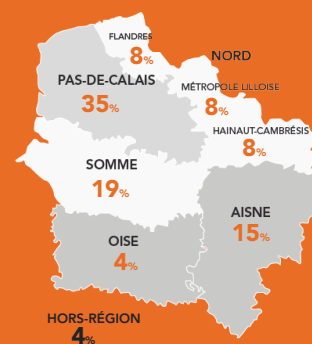 FLANDRES
8%
NORD
PAS-DE-CALAIS
35%
MÉTROPOLE LILLOISE
8%
HAINAUT-CAMBRÉSIS
8%
SOMME
19%
AISNE
15%
OISE
4%
HORS-RÉGION
4%